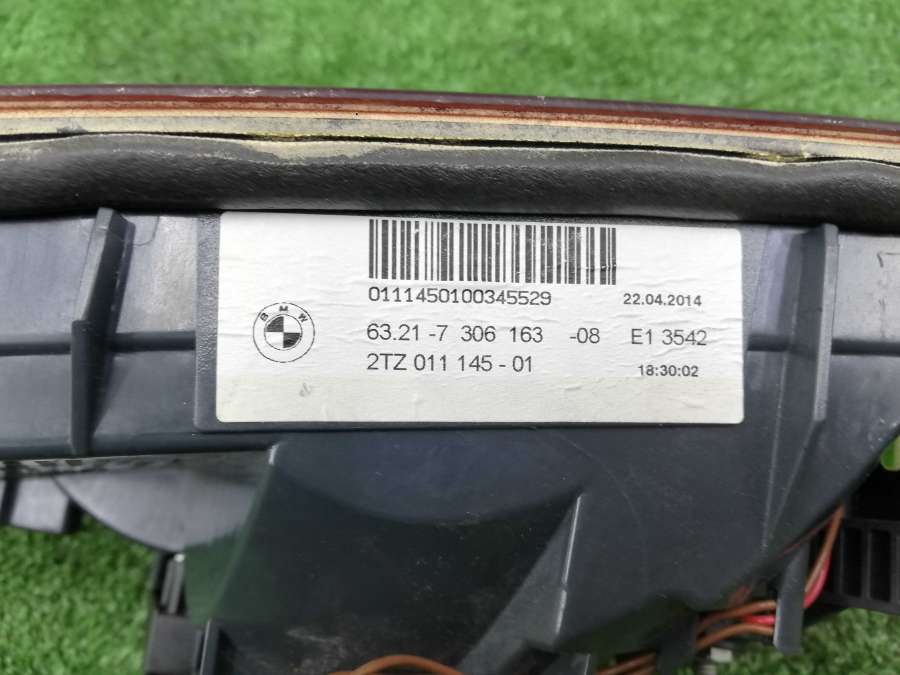 0111450100345529
22.04.2014
BMW
63.21 -7 306 163 -08 E1 3542
2TZ 011 145 - 01
18:30:02